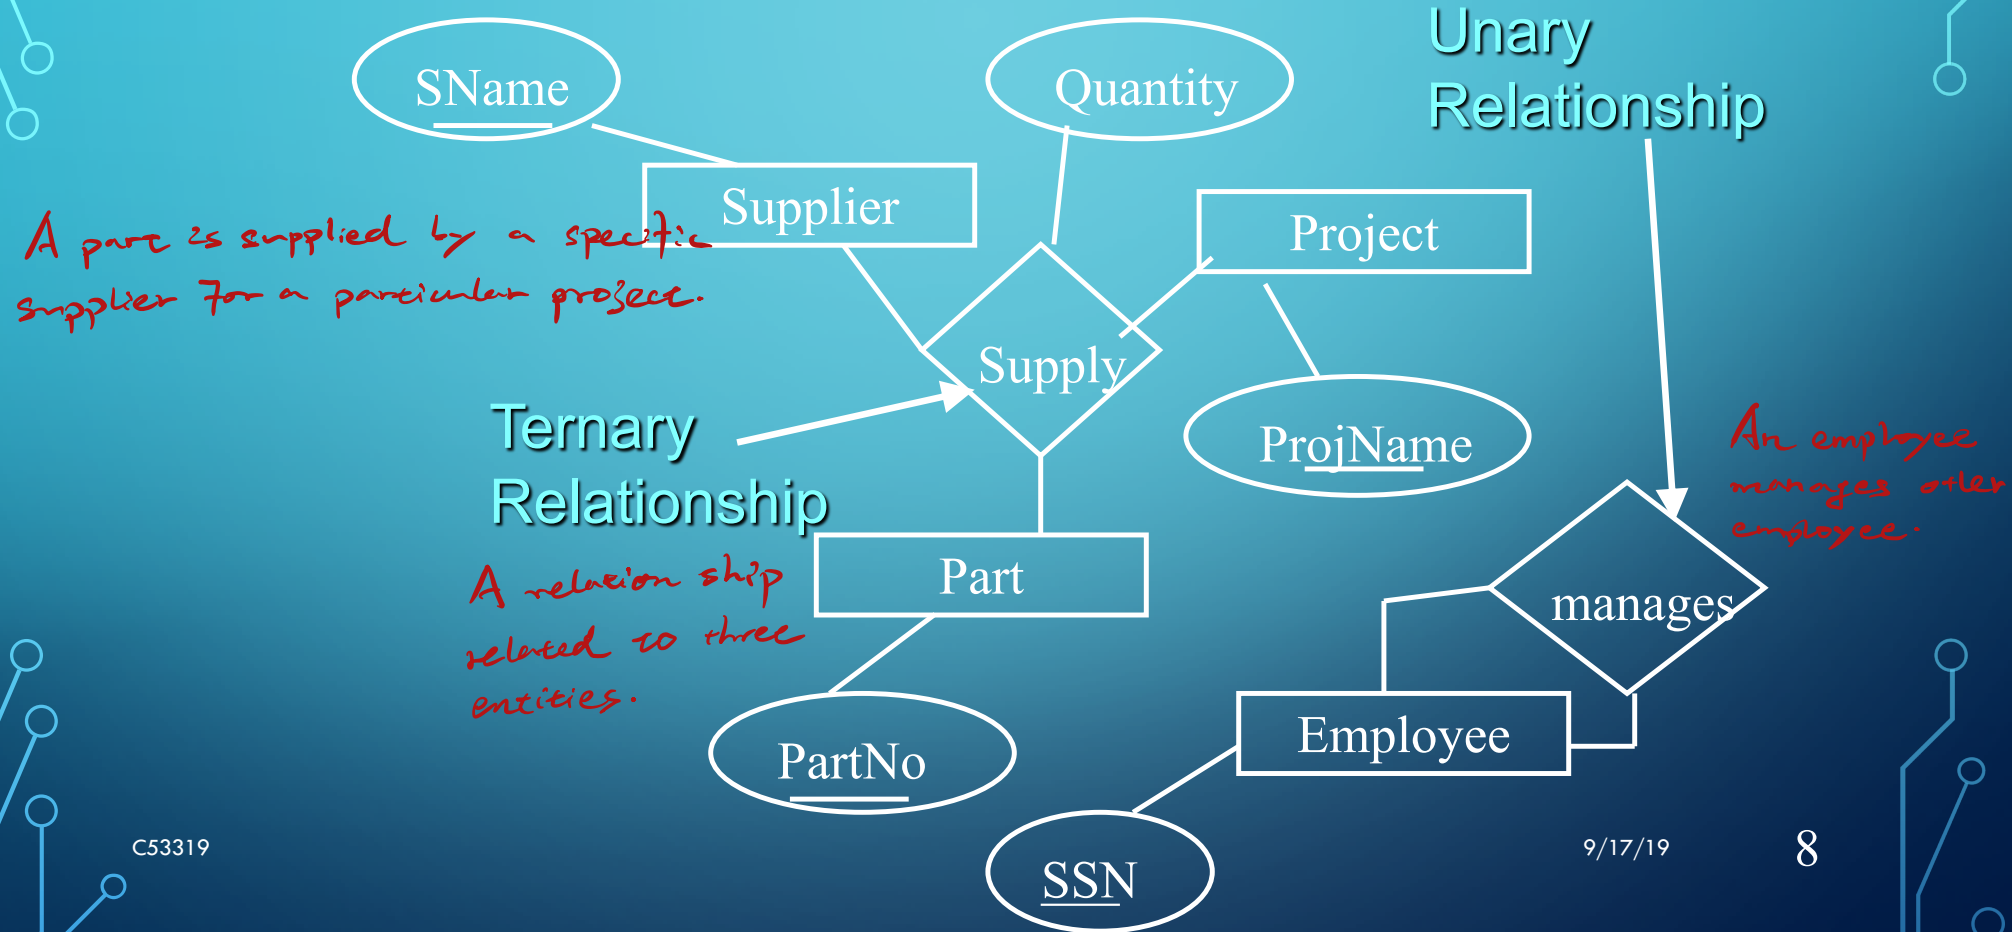 Unary
Relationship
SName
Quantity
Supplier
Project
A part is supplied by a specific
supplier for a particular project.
Supply
Ternary
Relationship
ProjName
An employee
manages other
employee.
A relation ship
related to three
entities.
Part
manages
PartNo
Employee
SSN
C53319
9/17/19
8